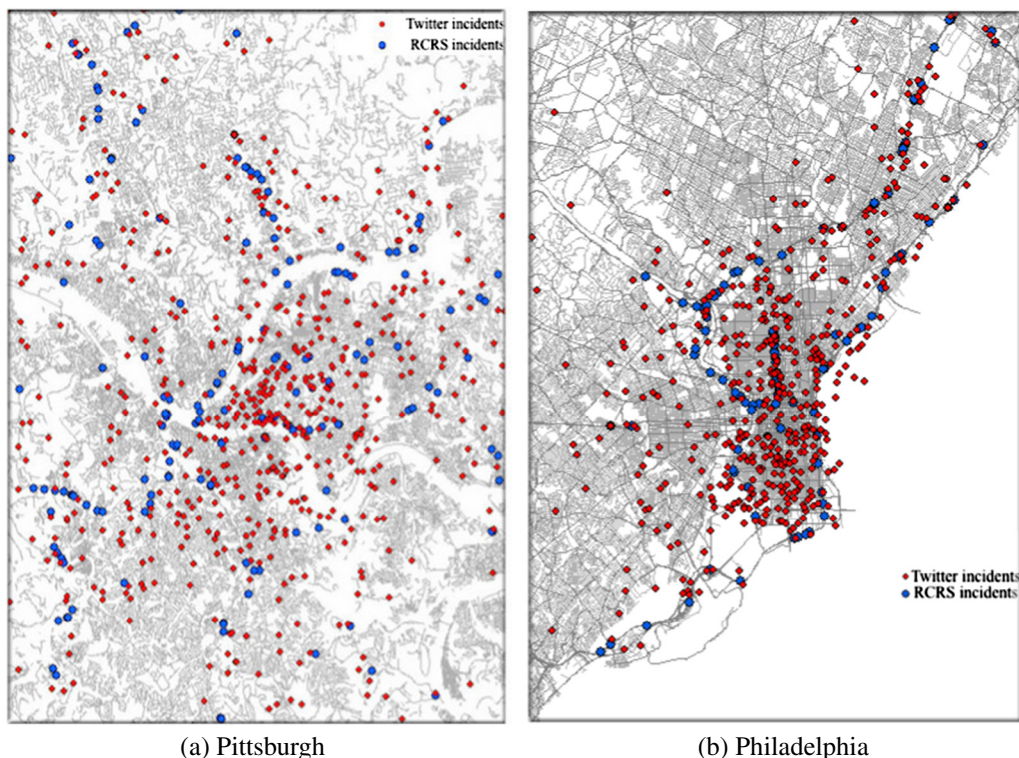 Twitter incidents
RCRS incidents
Twitter incidents
RCRS incidents
(a) Pittsburgh
(b) Philadelphia